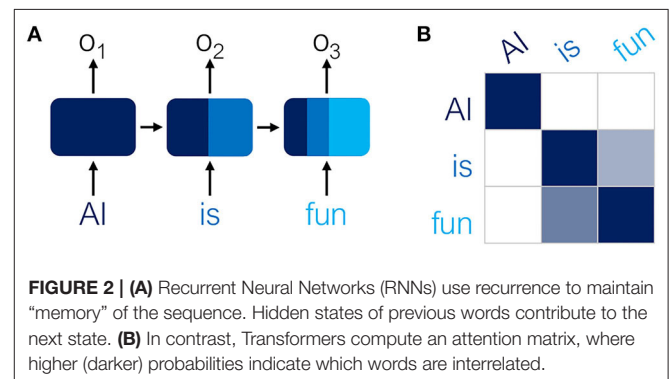 A
O1 O2 O3
AI is fun
B
AI is fun
AI
is
fun
FIGURE 2 | (A) Recurrent Neural Networks (RNNs) use recurrence to maintain
“memory” of the sequence. Hidden states of previous words contribute to the
next state. (B) In contrast, Transformers compute an attention matrix, where
higher (darker) probabilities indicate which words are interrelated.